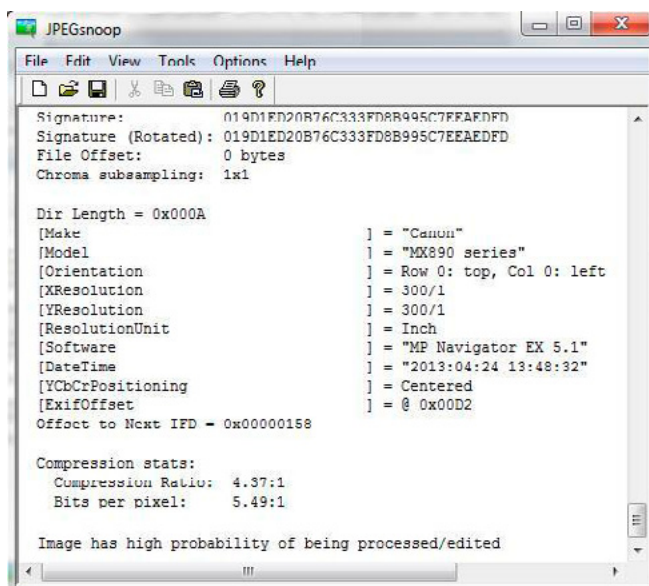 JPEGsnoop
File Edit View Tools Options Help
Signature: 019D1ED20B76C333FD8B995C7EEAEDFD
Signature (Rotated): 019D1ED20B76C333FD8B995C7EEAEDFD
File Offset: 0 bytes
Chroma subsampling: 1x1
Dir Length = 0x000A
[Make ] = "Canon"
[Model ] = "MX890 series"
[Orientation ] = Row 0: top, Col 0: left
[XResolution ] = 300/1
[YResolution ] = 300/1
[ResolutionUnit ] = Inch
[Software ] = "MP Navigator EX 5.1"
[DateTime ] = "2013:04:24 13:48:32"
[YCbCrPositioning ] = Centered
[ExifOffset ] = @ 0x00D2
Offset to Next IFD = 0x00000158
Compression stats:
Compression Ratio: 4.37:1
Bits per pixel: 5.49:1
Image has high probability of being processed/edited